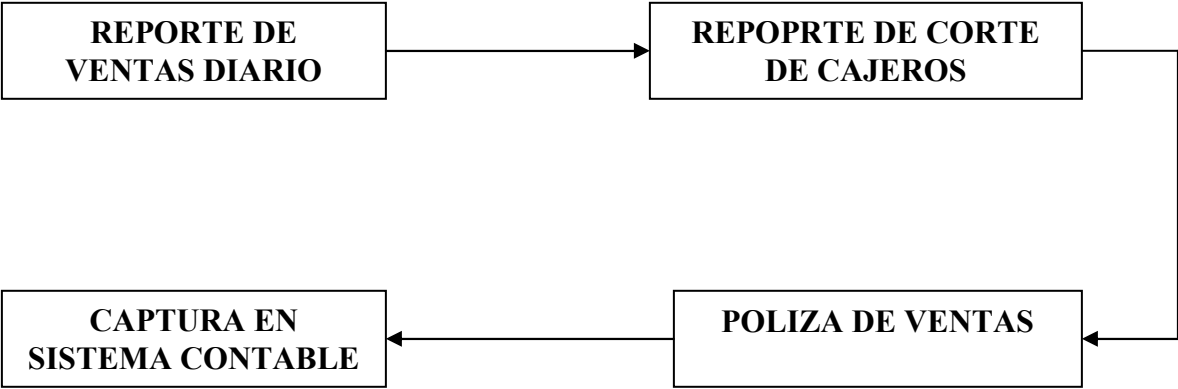 REPORTE DE
VENTAS DIARIO
REPOPRTE DE CORTE
DE CAJEROS
CAPTURA EN
SISTEMA CONTABLE
POLIZA DE VENTAS